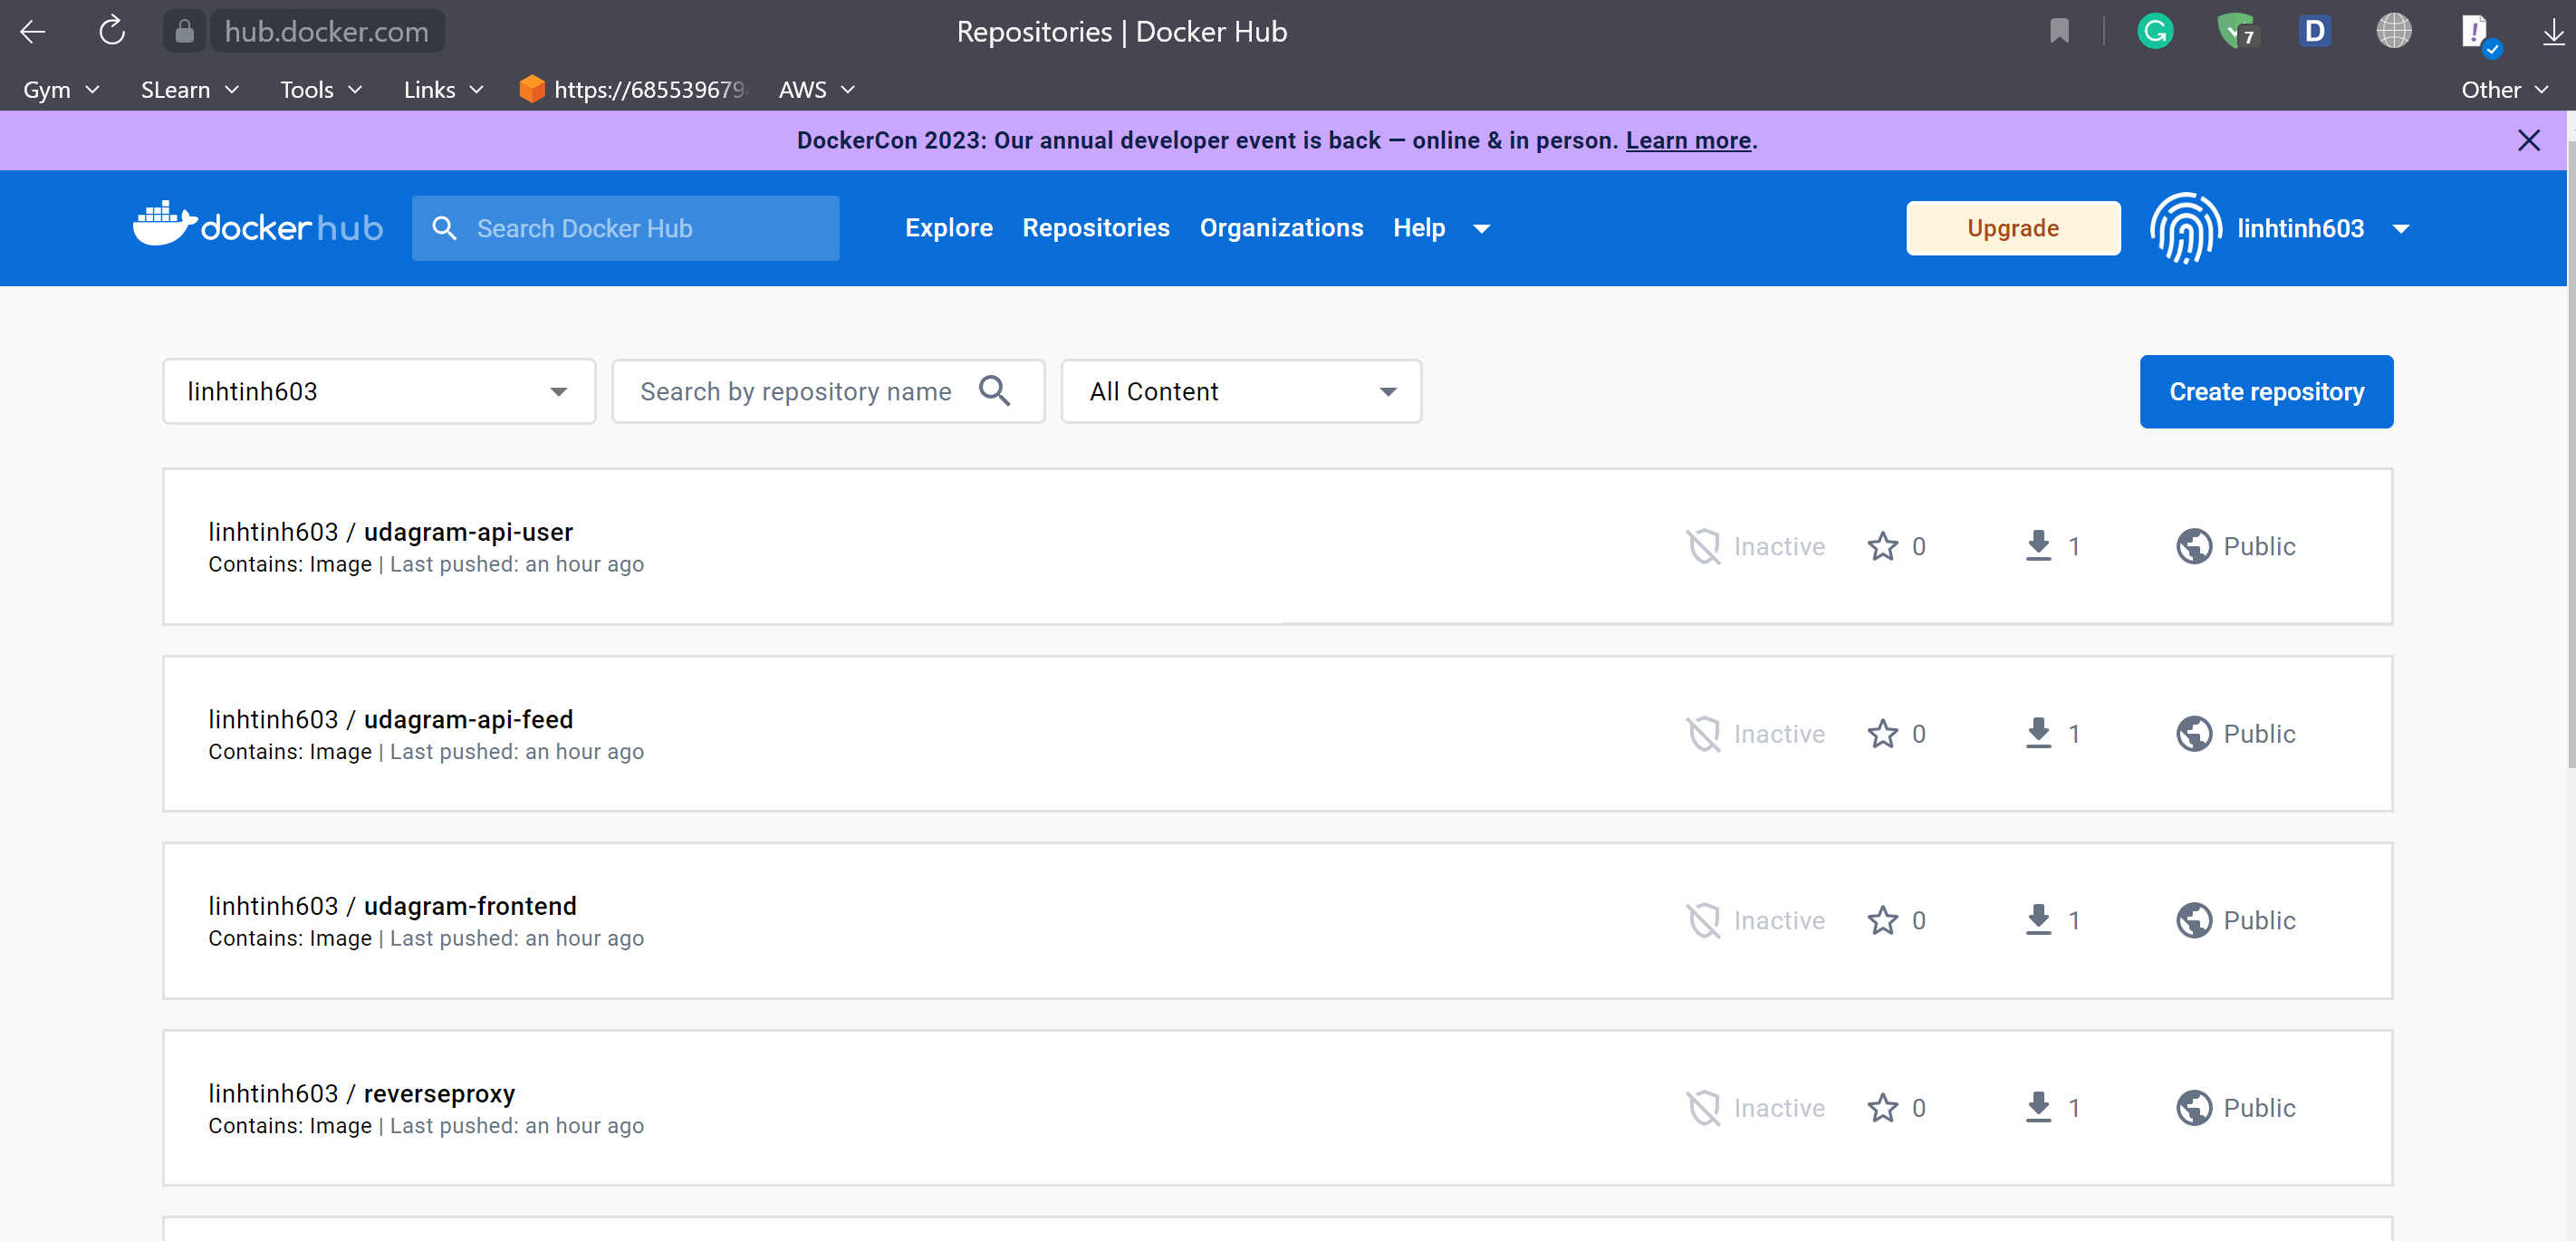 hub.docker.com
Repositories | Docker Hub
7
D
Gym
SLearn
Tools
Links
https://685539679
AWS
Other
DockerCon 2023: Our annual developer event is back — online & in person. Learn more.
dockerhub
Search Docker Hub
Explore
Repositories
Organizations
Help
Upgrade
linhtinh603
linhtinh603
Search by repository name
All Content
Create repository
linhtinh603 / udagram-api-user
Contains: Image | Last pushed: an hour ago
Inactive
0
1
Public
linhtinh603 / udagram-api-feed
Contains: Image | Last pushed: an hour ago
Inactive
0
1
Public
linhtinh603 / udagram-frontend
Contains: Image | Last pushed: an hour ago
Inactive
0
1
Public
linhtinh603 / reverseproxy
Contains: Image | Last pushed: an hour ago
Inactive
0
1
Public